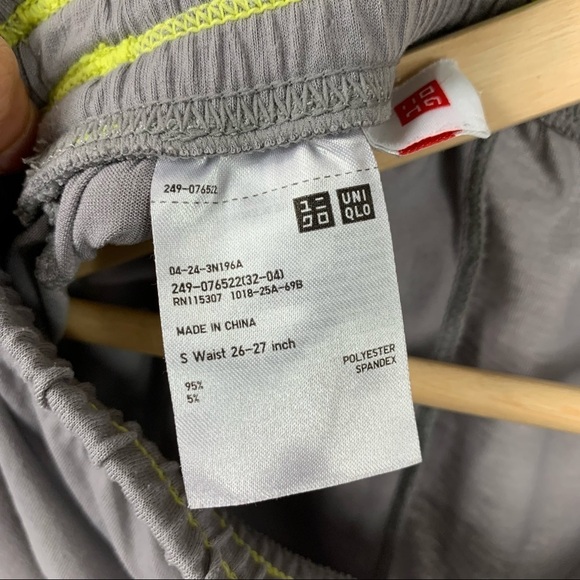 249-076522
ユニ UNI
クロ QLO
04-24-3N196A
249-076522(32-04)
RN115307 1018-25A-69B
MADE IN CHINA
S Waist 26-27 inch
POLYESTER
SPANDEX
95%
5%